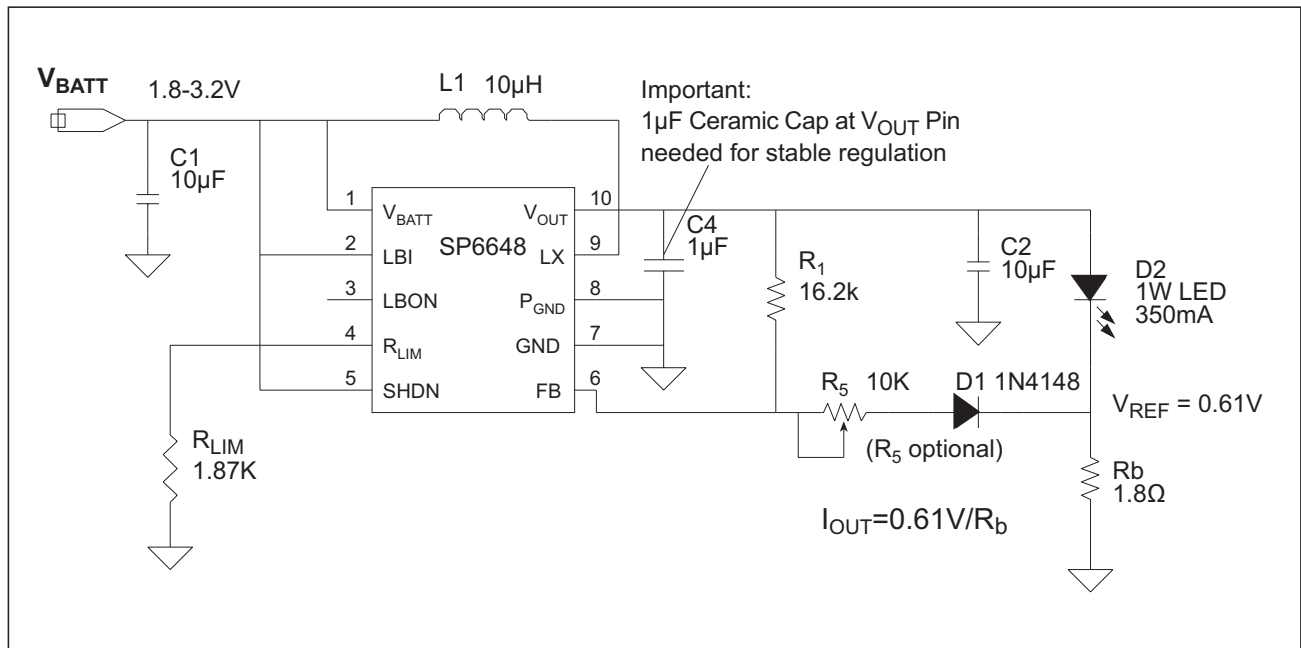 VBATT 1.8-3.2V
L1 10µH
Important:
1µF Ceramic Cap at VOUT Pin
needed for stable regulation
C1
10µF
1 VBATT
2 LBI
3 LBON
4 RLIM
5 SHDN
SP6648
VOUT 10
LX 9
PGND 8
GND 7
FB 6
C4
1µF
R1
16.2k
C2
10µF
D2
1W LED
350mA
R5 10K
(R5 optional)
D1 1N4148
VREF = 0.61V
RLIM
1.87K
Rb
1.8Ω
IOUT=0.61V/Rb